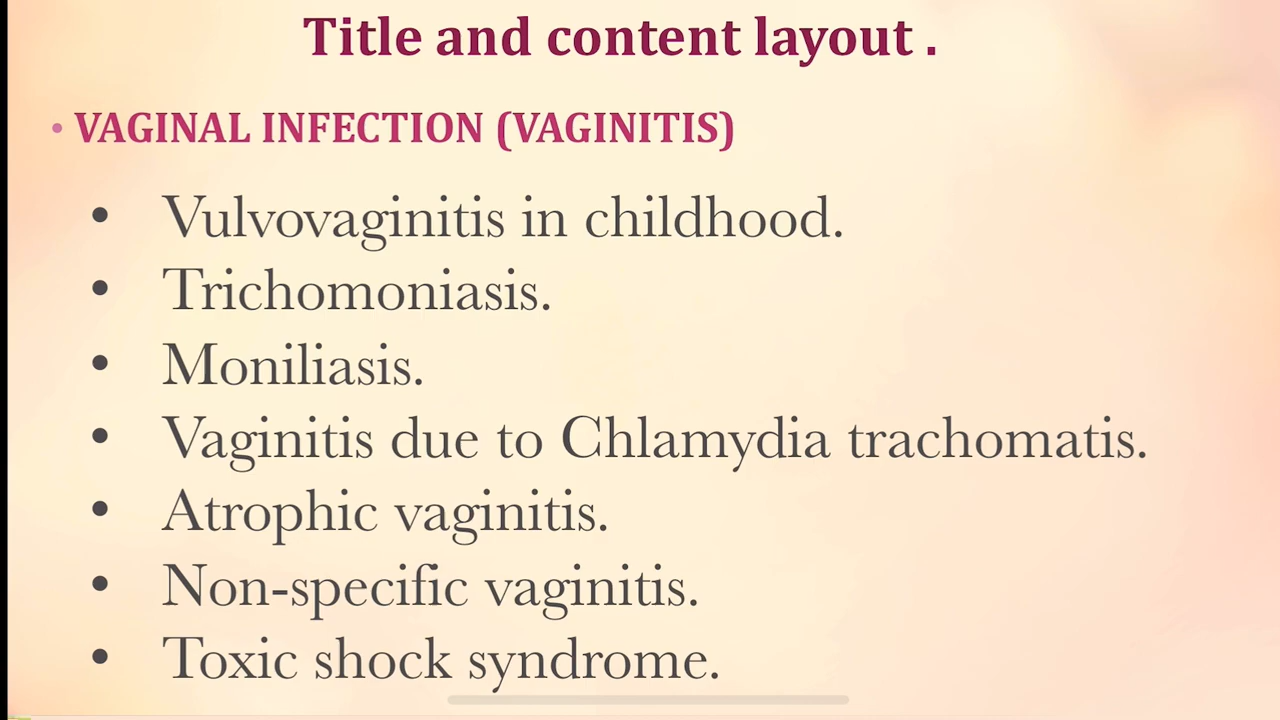 Title and content layout .
• VAGINAL INFECTION (VAGINITIS)
• Vulvovaginitis in childhood.
• Trichomoniasis.
• Moniliasis.
• Vaginitis due to Chlamydia trachomatis.
• Atrophic vaginitis.
• Non-specific vaginitis.
• Toxic shock syndrome.